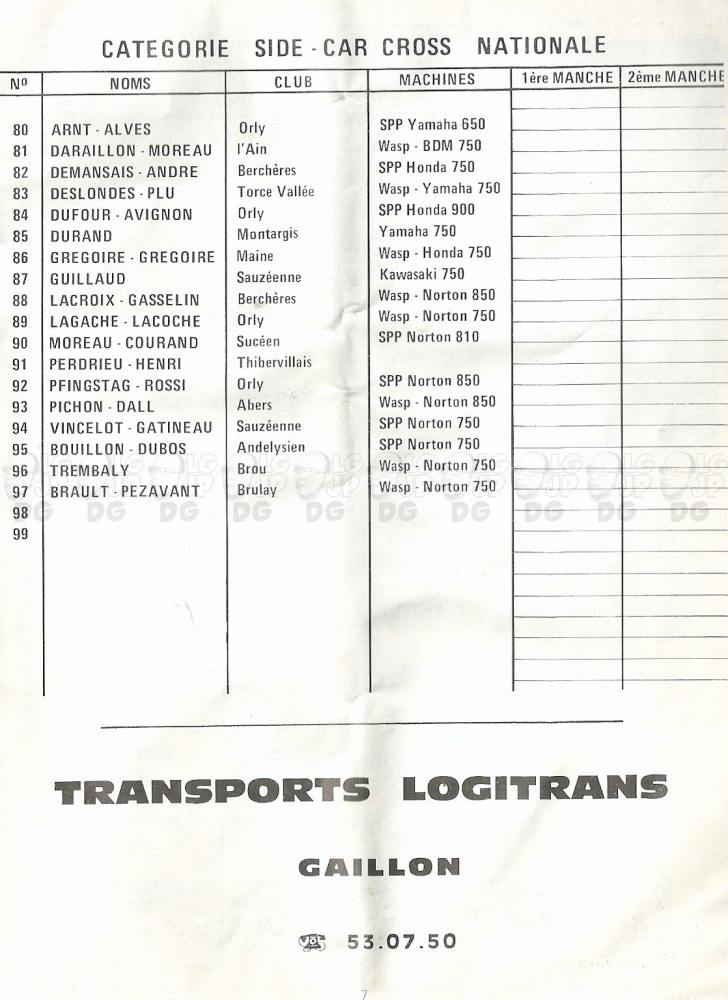 CATEGORIE SIDE-CAR CROSS NATIONALE
Nº NOMS CLUB MACHINES 1ère MANCHE 2ème MANCHE
80 ARNT - ALVES Orly SPP Yamaha 650
81 DARAILLON - MOREAU l'Ain Wasp - BDM 750
82 DEMANSAIS - ANDRE Berchères SPP Honda 750
83 DESLONDES - PLU Torce Vallée Wasp - Yamaha 750
84 DUFOUR - AVIGNON Orly SPP Honda 900
85 DURAND Montargis Yamaha 750
86 GREGOIRE - GREGOIRE Maine Wasp - Honda 750
87 GUILLAUD Sauzéenne Kawasaki 750
88 LACROIX - GASSELIN Berchères Wasp - Norton 850
89 LAGACHE - LACOCHE Orly Wasp - Norton 750
90 MOREAU - COURAND Sucéen SPP Norton 810
91 PERDRIEU - HENRI Thibervillais
92 PFINGSTAG - ROSSI Orly SPP Norton 850
93 PICHON - DALL Abers Wasp - Norton 850
94 VINCELOT - GATINEAU Sauzéenne SPP Norton 750
95 BOUILLON - DUBOS Andelysien SPP Norton 750
96 TREMBALY Brou Wasp - Norton 750
97 BRAULT - PEZAVANT Brulay Wasp - Norton 750
98
99
TRANSPORTS LOGITRANS
GAILLON
53.07.50
7